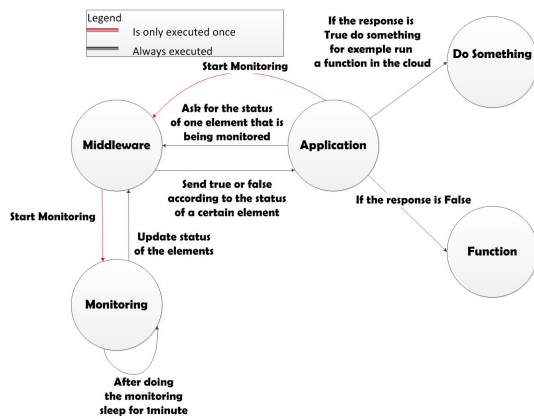 Legend
Is only executed once
Always executed
If the response is
True do something
for exemple run
a function in the cloud
Do Something
Start Monitoring
Ask for the status
of one element that is
being monitored
Middleware
Application
Send true or false
according to the status
of a certain element
If the response is False
Start Monitoring
Update status
of the elements
Function
Monitoring
After doing
the monitoring
sleep for 1minute